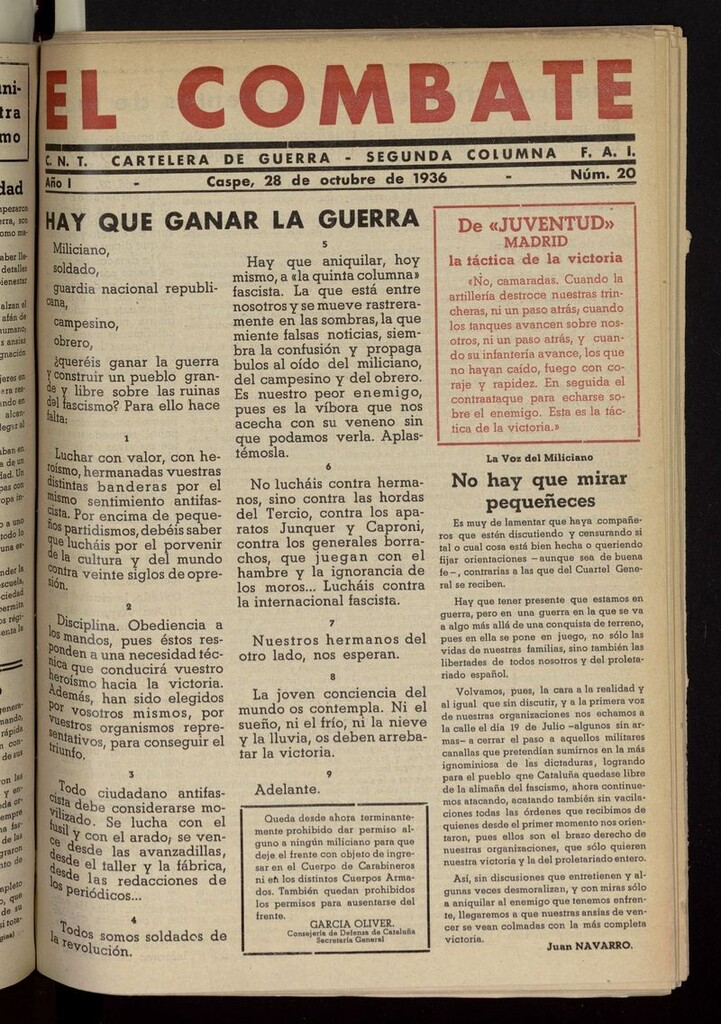 EL COMBATE
C. N. T. CARTELERA DE GUERRA - SEGUNDA COLUMNA F. A. I.
Año I - Caspe, 28 de octubre de 1936 - Núm. 20
HAY QUE GANAR LA GUERRA
Miliciano,
soldado,
guardia nacional republi-
cana,
campesino,
obrero,
¿queréis ganar la guerra
y construir un pueblo gran-
de y libre sobre las ruinas
del fascismo? Para ello hace
falta:
1
Luchar con valor, con he-
roísmo, hermanadas vuestras
distintas banderas por el
mismo sentimiento antifas-
cista. Por encima de peque-
ños partidismos, debéis saber
que lucháis por el porvenir
de la cultura y del mundo
contra veinte siglos de opre-
sión.
2
Disciplina. Obediencia a
los mandos, pues éstos res-
ponden a una necesidad téc-
nica que conducirá vuestro
heroísmo hacia la victoria.
Además, han sido elegidos
por vosotros mismos, por
vuestros organismos repre-
sentativos, para conseguir el
triunfo.
3
Todo ciudadano antifas-
cista debe considerarse mo-
vilizado. Se lucha con el
fusil y con el arado; se ven-
ce desde las avanzadillas,
desde el taller y la fábrica,
desde las redacciones de
los periódicos...
4
Todos somos soldados de
la revolución.
5
Hay que aniquilar, hoy
mismo, a «la quinta columna»
fascista. La que está entre
nosotros y se mueve rastrera-
mente en las sombras, la que
miente falsas noticias, siem-
bra la confusión y propaga
bulos al oído del miliciano,
del campesino y del obrero.
Es nuestro peor enemigo,
pues es la víbora que nos
acecha con su veneno sin
que podamos verla. Aplas-
témosla.
6
No lucháis contra herma-
nos, sino contra las hordas
del Tercio, contra los apa-
ratos Junquer y Caproni,
contra los generales borra-
chos, que juegan con el
hambre y la ignorancia de
los moros... Lucháis contra
la internacional fascista.
7
Nuestros hermanos del
otro lado, nos esperan.
8
La joven conciencia del
mundo os contempla. Ni el
sueño, ni el frío, ni la nieve
y la lluvia, os deben arreba-
tar la victoria.
9
Adelante.
Queda desde ahora terminante-
mente prohibido dar permiso al-
guno a ningún miliciano para que
deje el frente con objeto de ingre-
sar en el Cuerpo de Carabineros
ni en los distintos Cuerpos Arma-
dos. También quedan prohibidos
los permisos para ausentarse del
frente.
GARCIA OLIVER.
Consejería de Defensa de Cataluña
Secretaría General
De «JUVENTUD»
MADRID
la táctica de la victoria
«No, camaradas. Cuando la
artillería destroce nuestras trin-
cheras, ni un paso atrás; cuando
los tanques avancen sobre nos-
otros, ni un paso atrás, y cuan-
do su infantería avance, los que
no hayan caído, fuego con co-
raje y rapidez. En seguida el
contraataque para echarse so-
bre el enemigo. Esta es la tác-
tica de la victoria.»
La Voz del Miliciano
No hay que mirar
pequeñeces
Es muy de lamentar que haya compañe-
ros que estén discutiendo y censurando si
tal o cual cosa está bien hecha o queriendo
fijar orientaciones -aunque sea de buena
fe-, contrarias a las que del Cuartel Gene-
ral se reciben.
Hay que tener presente que estamos en
guerra, pero en una guerra en la que se va
a algo más allá de una conquista de terreno,
pues en ella se pone en juego, no sólo las
vidas de nuestras familias, sino también las
libertades de todos nosotros y del proleta-
riado español.
Volvamos, pues, la cara a la realidad y
al igual que sin discutir, y a la primera voz
de nuestras organizaciones nos echamos a
la calle el día 19 de Julio -algunos sin ar-
mas- a cerrar el paso a aquellos militares
canallas que pretendían sumirnos en la más
ignominiosa de las dictaduras, logrando
para el pueblo que Cataluña quedase libre
de la alimaña del fascismo, ahora continue-
mos atacando, acatando también sin vacila-
ciones todas las órdenes que recibimos de
quienes desde el primer momento nos orien-
taron, pues ellos son el brazo derecho de
nuestras organizaciones, que sólo quieren
nuestra victoria y la del proletariado entero.
Así, sin discusiones que entretienen y al-
gunas veces desmoralizan, y con miras sólo
a aniquilar al enemigo que tenemos enfren-
te, llegaremos a que nuestras ansias de ven-
cer se vean colmadas con la más completa
victoria.
Juan NAVARRO.